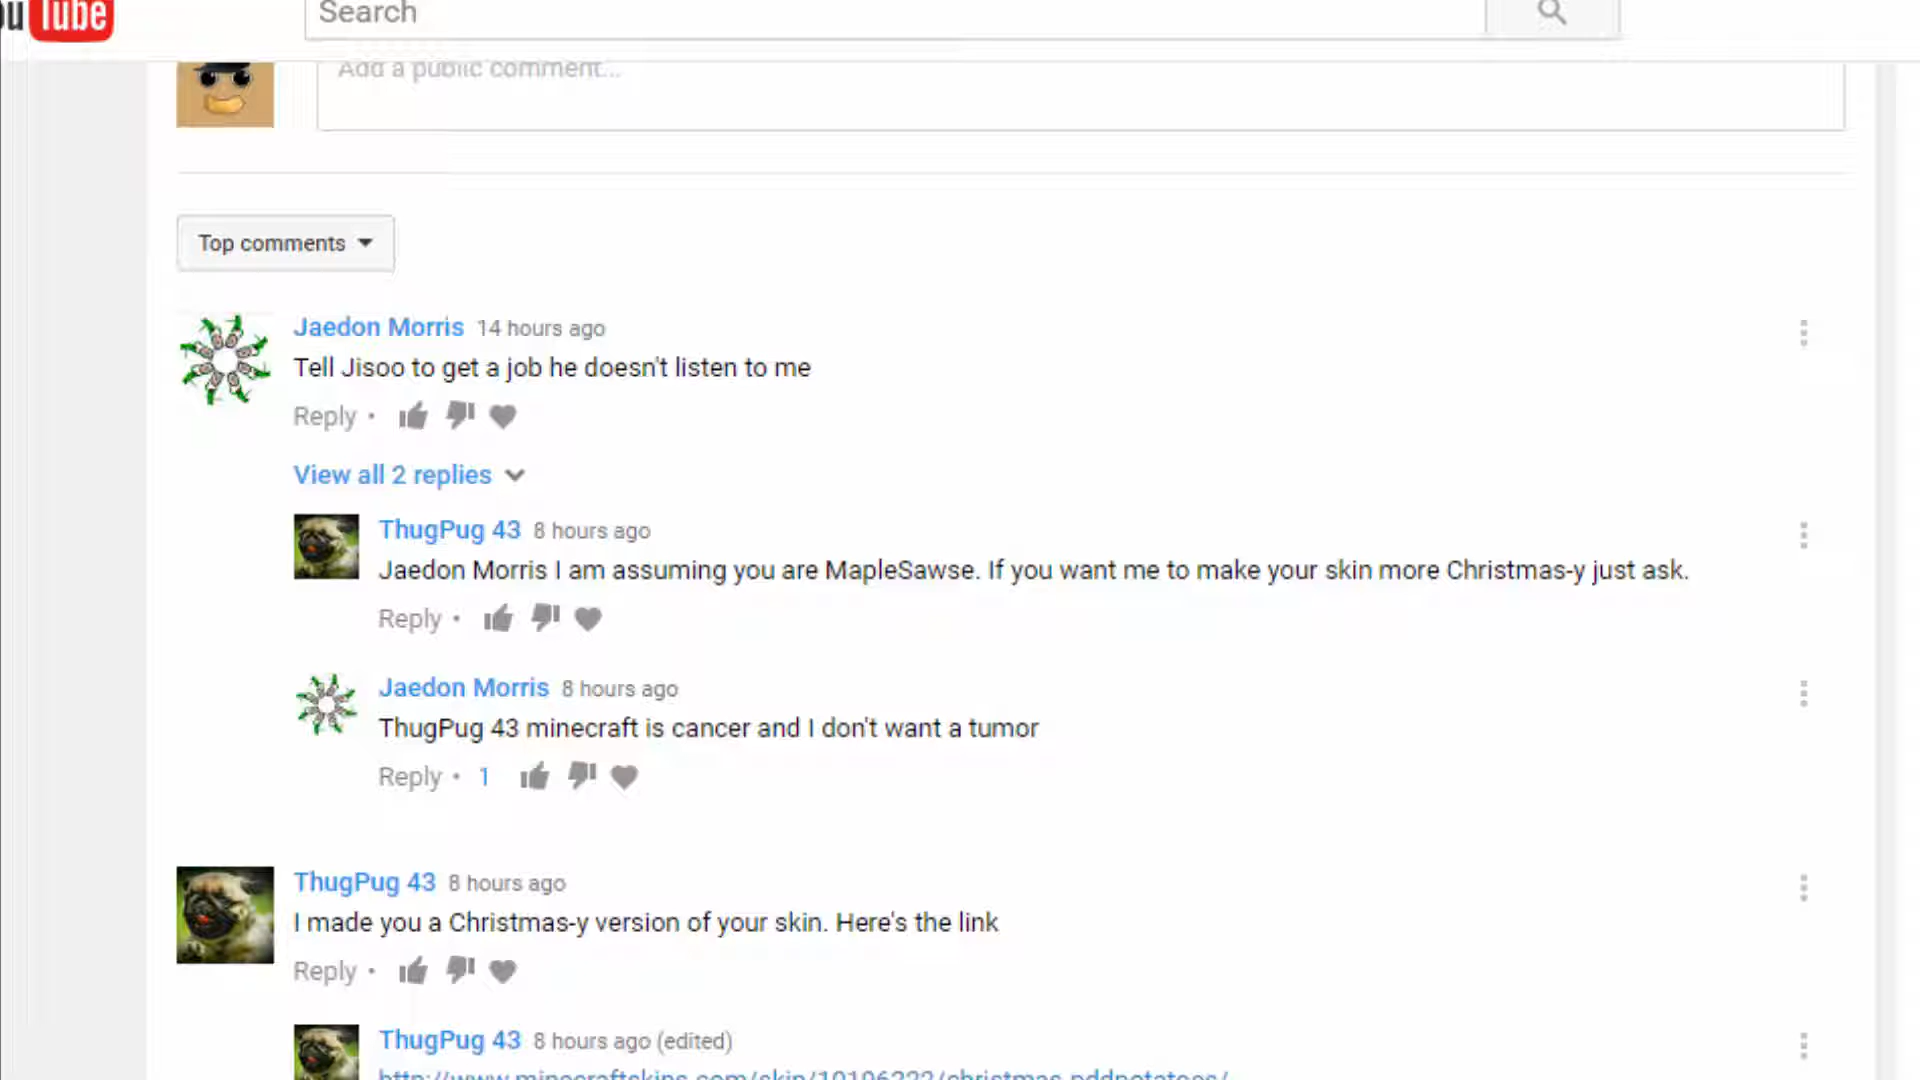 ou Tube
Search
Add a public comment...
Top comments
Jaedon Morris 14 hours ago
Tell Jisoo to get a job he doesn't listen to me
Reply •
View all 2 replies
ThugPug 43 8 hours ago
Jaedon Morris I am assuming you are MapleSawse. If you want me to make your skin more Christmas-y just ask.
Reply •
Jaedon Morris 8 hours ago
ThugPug 43 minecraft is cancer and I don't want a tumor
Reply • 1
ThugPug 43 8 hours ago
I made you a Christmas-y version of your skin. Here's the link
Reply •
ThugPug 43 8 hours ago (edited)